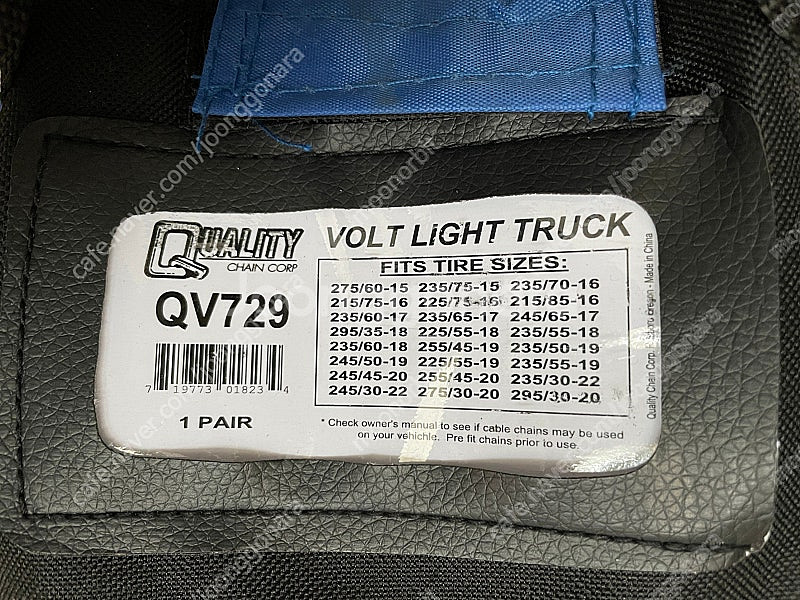 QUALITY
CHAIN CORP
QV729
7 19773 01823 4
1 PAIR
VOLT LIGHT TRUCK
FITS TIRE SIZES:
275/60-15 235/75-15 235/70-16
215/75-16 225/75-16 215/85-16
235/60-17 235/65-17 245/65-17
295/35-18 225/55-18 235/55-18
235/60-18 255/45-19 235/50-19
245/50-19 225/55-19 235/55-19
245/45-20 255/45-20 235/30-22
245/30-22 275/30-20 295/30-20
* Check owner's manual to see if cable chains may be used
on your vehichle. Pre fit chains prior to use.
Quality Chain Corp. Oregon - Made in China
cafe.naver.com/joonggonara